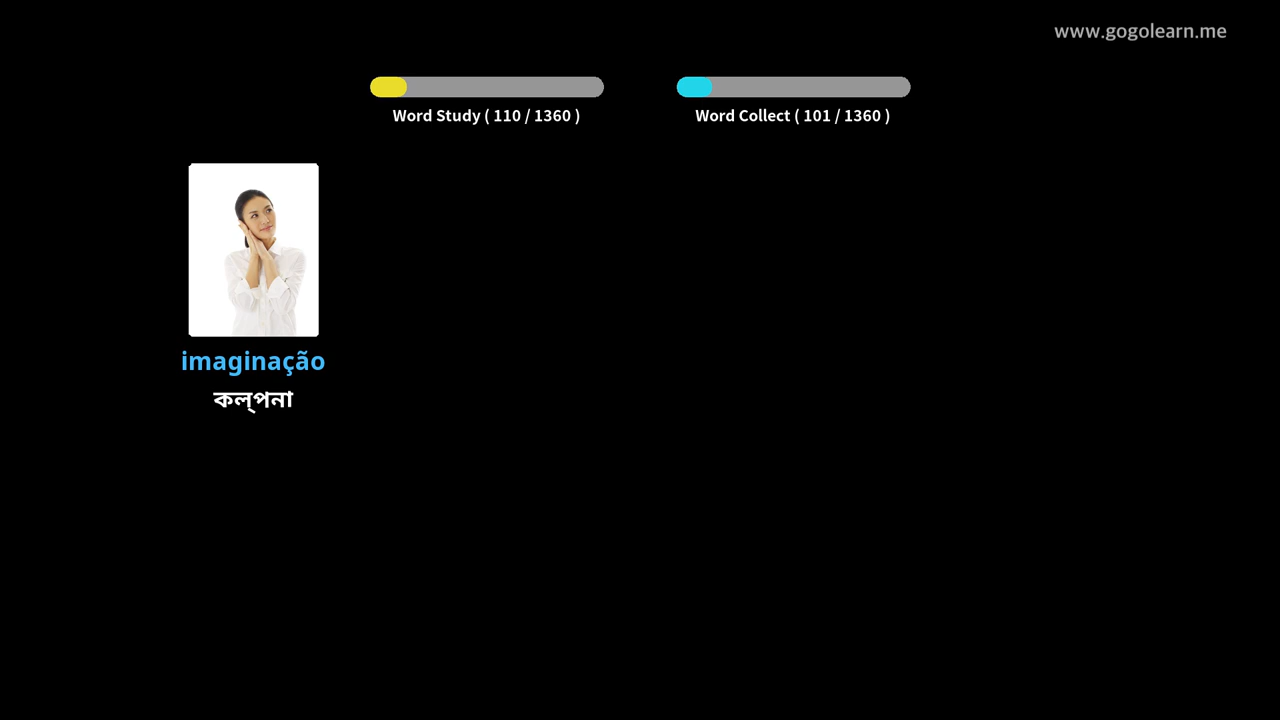 www.gogolearn.me
Word Study ( 110 / 1360 )
Word Collect ( 101 / 1360 )
imaginação
কল্পনা